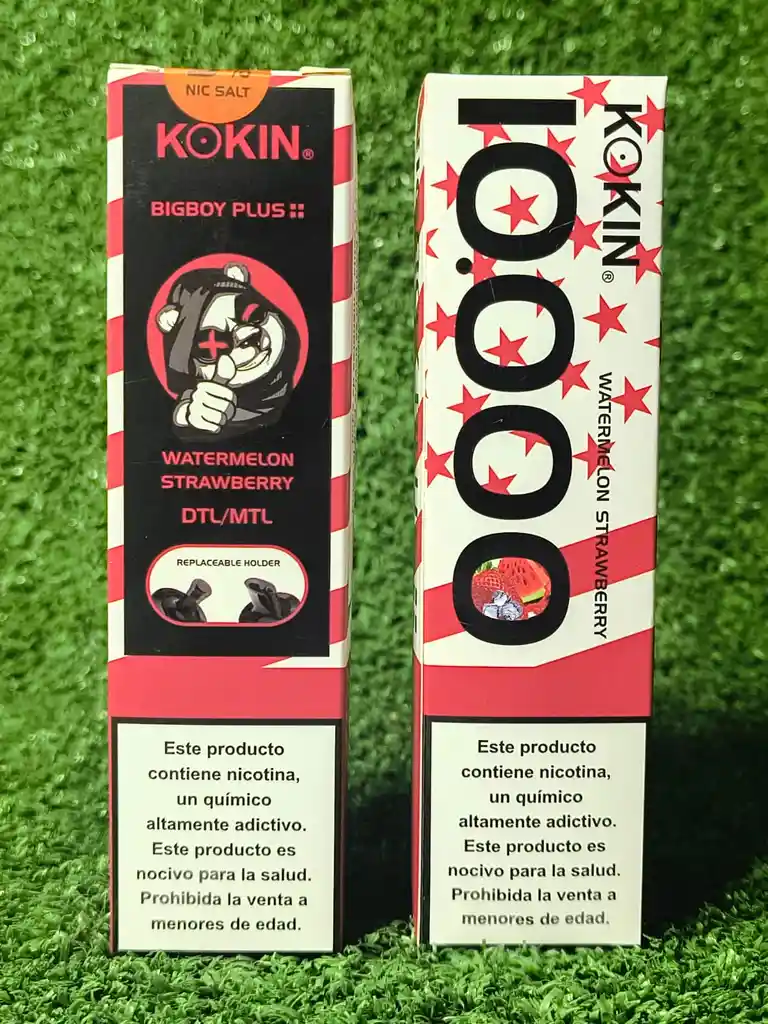 NIC SALT
KOKIN®
BIGBOY PLUS
WATERMELON
STRAWBERRY
DTL/MTL
REPLACEABLE HOLDER
Este producto
contiene nicotina,
un químico
altamente adictivo.
Este producto es
nocivo para la salud.
Prohibida la venta a
menores de edad.
KOKIN®
10.000
WATERMELON STRAWBERRY
Este producto
contiene nicotina,
un químico
altamente adictivo.
Este producto es
nocivo para la salud.
Prohibida la venta a
menores de edad.